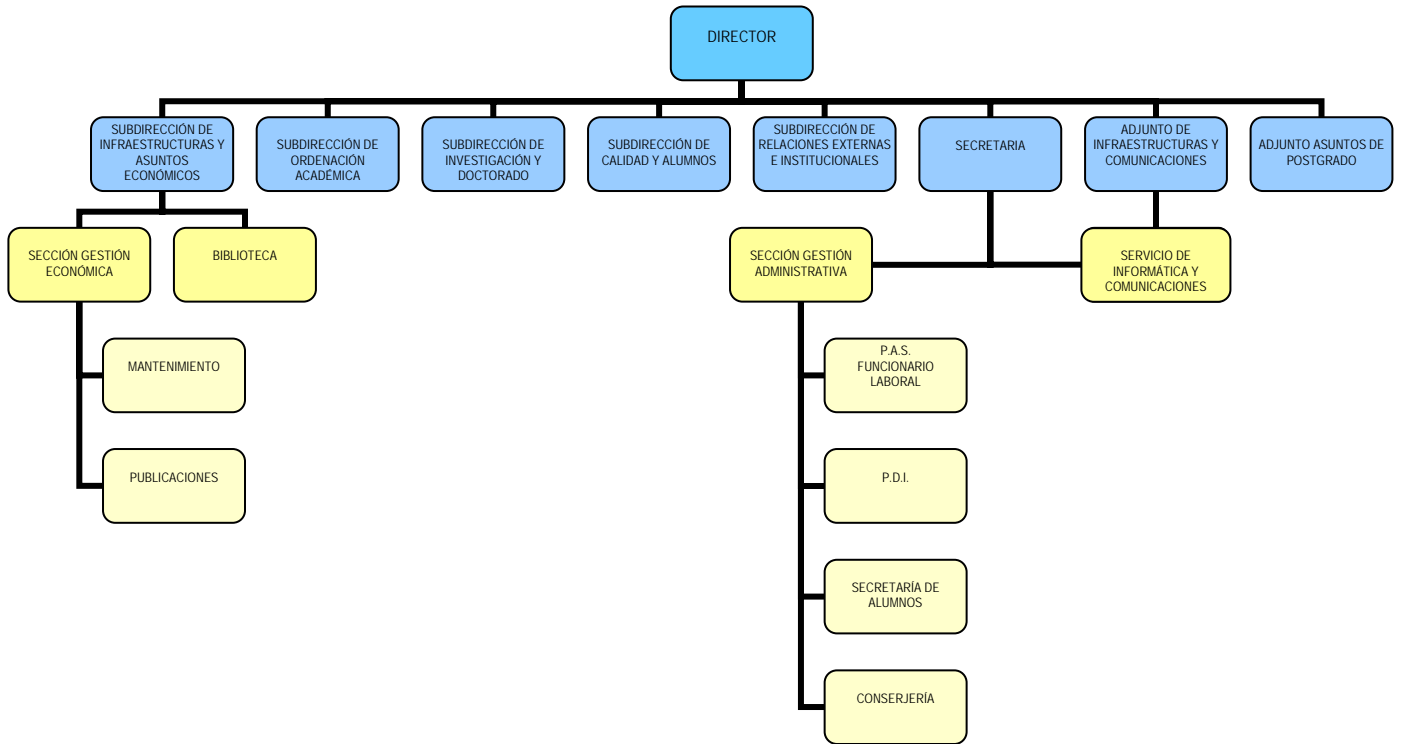 DIRECTOR
SUBDIRECCIÓN DE
INFRAESTRUCTURAS Y
ASUNTOS
ECONÓMICOS
SUBDIRECCIÓN DE
ORDENACIÓN
ACADÉMICA
SUBDIRECCIÓN DE
INVESTIGACIÓN Y
DOCTORADO
SUBDIRECCIÓN DE
CALIDAD Y ALUMNOS
SUBDIRECCIÓN DE
RELACIONES EXTERNAS
E INSTITUCIONALES
SECRETARIA
ADJUNTO DE
INFRAESTRUCTURAS Y
COMUNICACIONES
ADJUNTO ASUNTOS DE
POSTGRADO
SECCIÓN GESTIÓN
ECONÓMICA
BIBLIOTECA
SECCIÓN GESTIÓN
ADMINISTRATIVA
SERVICIO DE
INFORMÁTICA Y
COMUNICACIONES
MANTENIMIENTO
PUBLICACIONES
P.A.S.
FUNCIONARIO
LABORAL
P.D.I.
SECRETARÍA DE
ALUMNOS
CONSERJERÍA